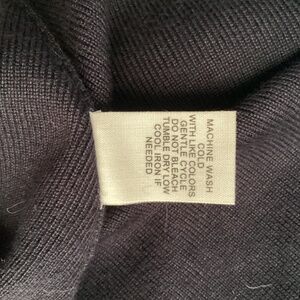 MACHINE WASH
COLD
WITH LIKE COLORS
GENTLE CYCLE
DO NOT BLEACH
TUMBLE DRY LOW
COOL IRON IF
NEEDED